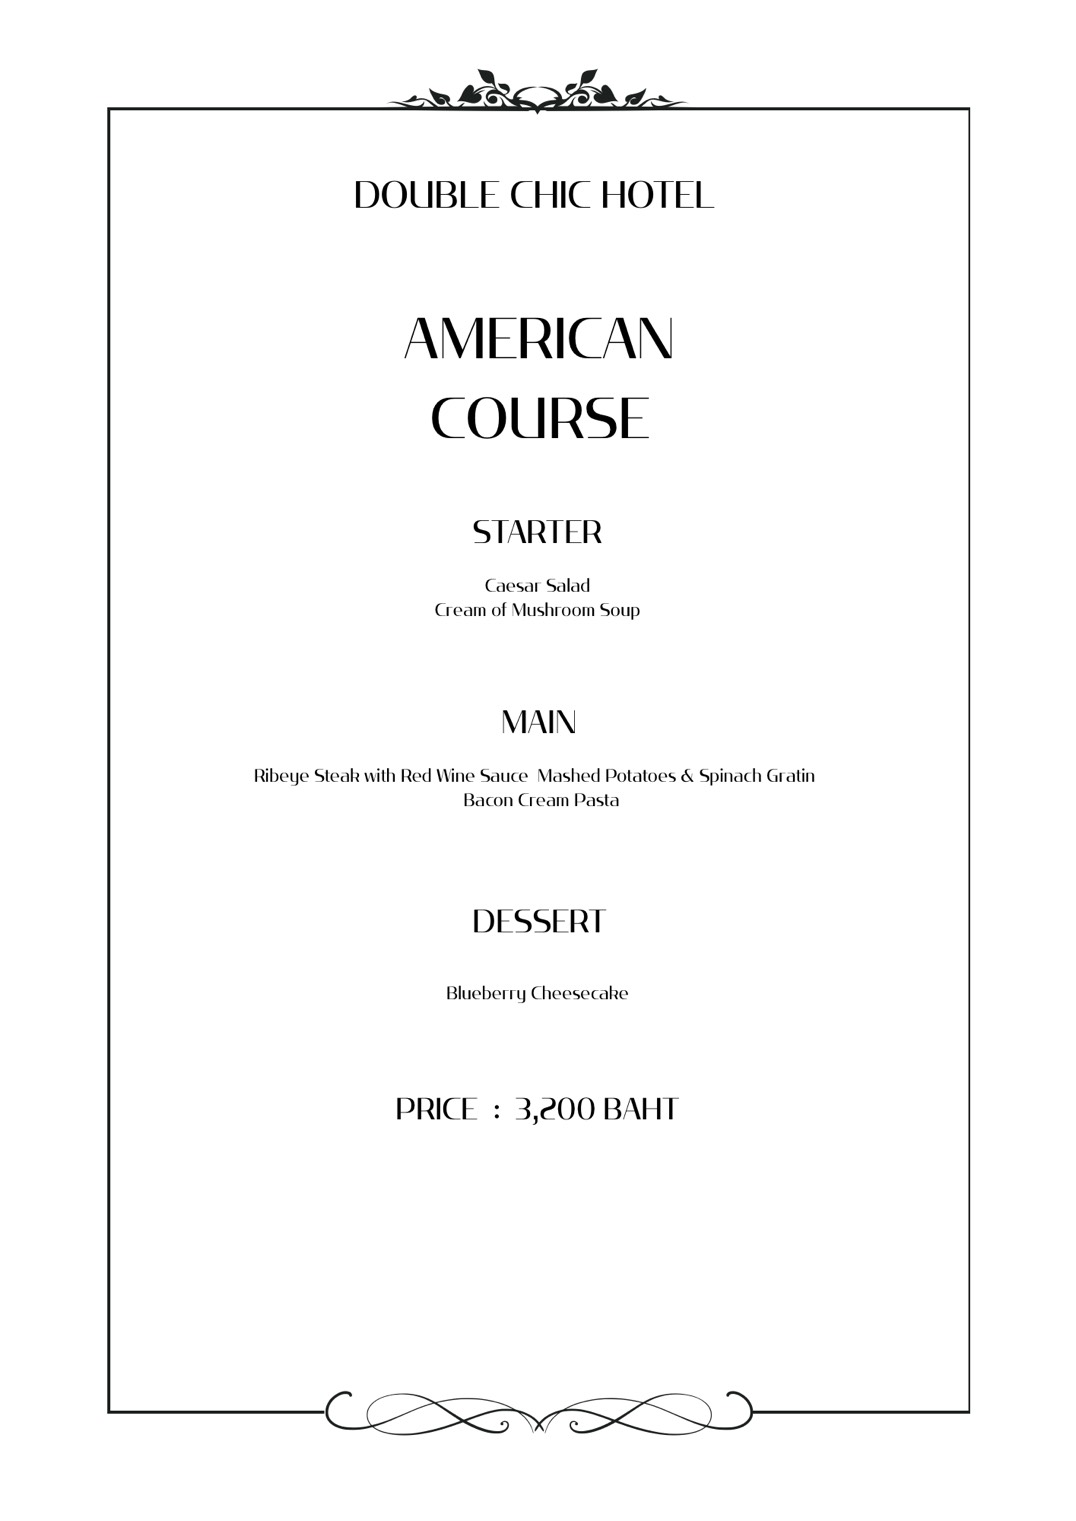 DOUBLE CHIC HOTEL
AMERICAN
COURSE
STARTER
Caesar Salad
Cream of Mushroom Soup
MAIN
Ribeye Steak with Red Wine Sauce  Mashed Potatoes & Spinach Gratin
Bacon Cream Pasta
DESSERT
Blueberry Cheesecake
PRICE : 3,200 BAHT